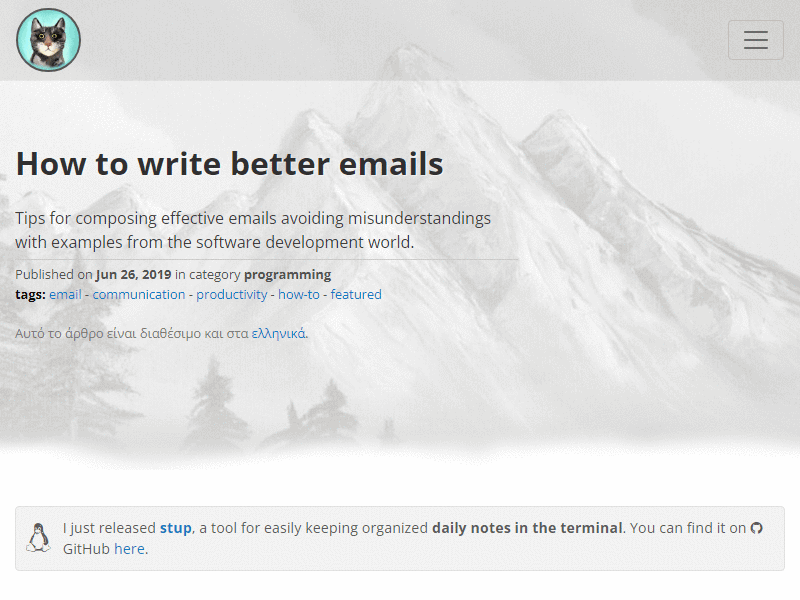 How to write better emails
Tips for composing effective emails avoiding misunderstandings
with examples from the software development world.
Published on Jun 26, 2019 in category programming
tags: email - communication - productivity - how-to - featured
Αυτό το άρθρο είναι διαθέσιμο και στα ελληνικά.
I just released stup, a tool for easily keeping organized daily notes in the terminal. You can find it on
GitHub here.